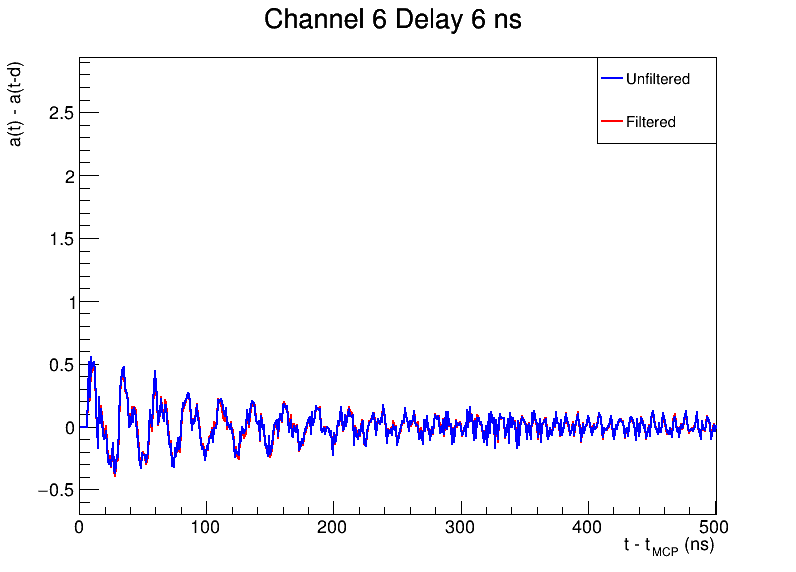 Channel 6 Delay 6 ns
a(t) - a(t-d)
Unfiltered
Filtered
2.5
2
1.5
1
0.5
0
−0.5
0 100 200 300 400 500
t - t_MCP (ns)